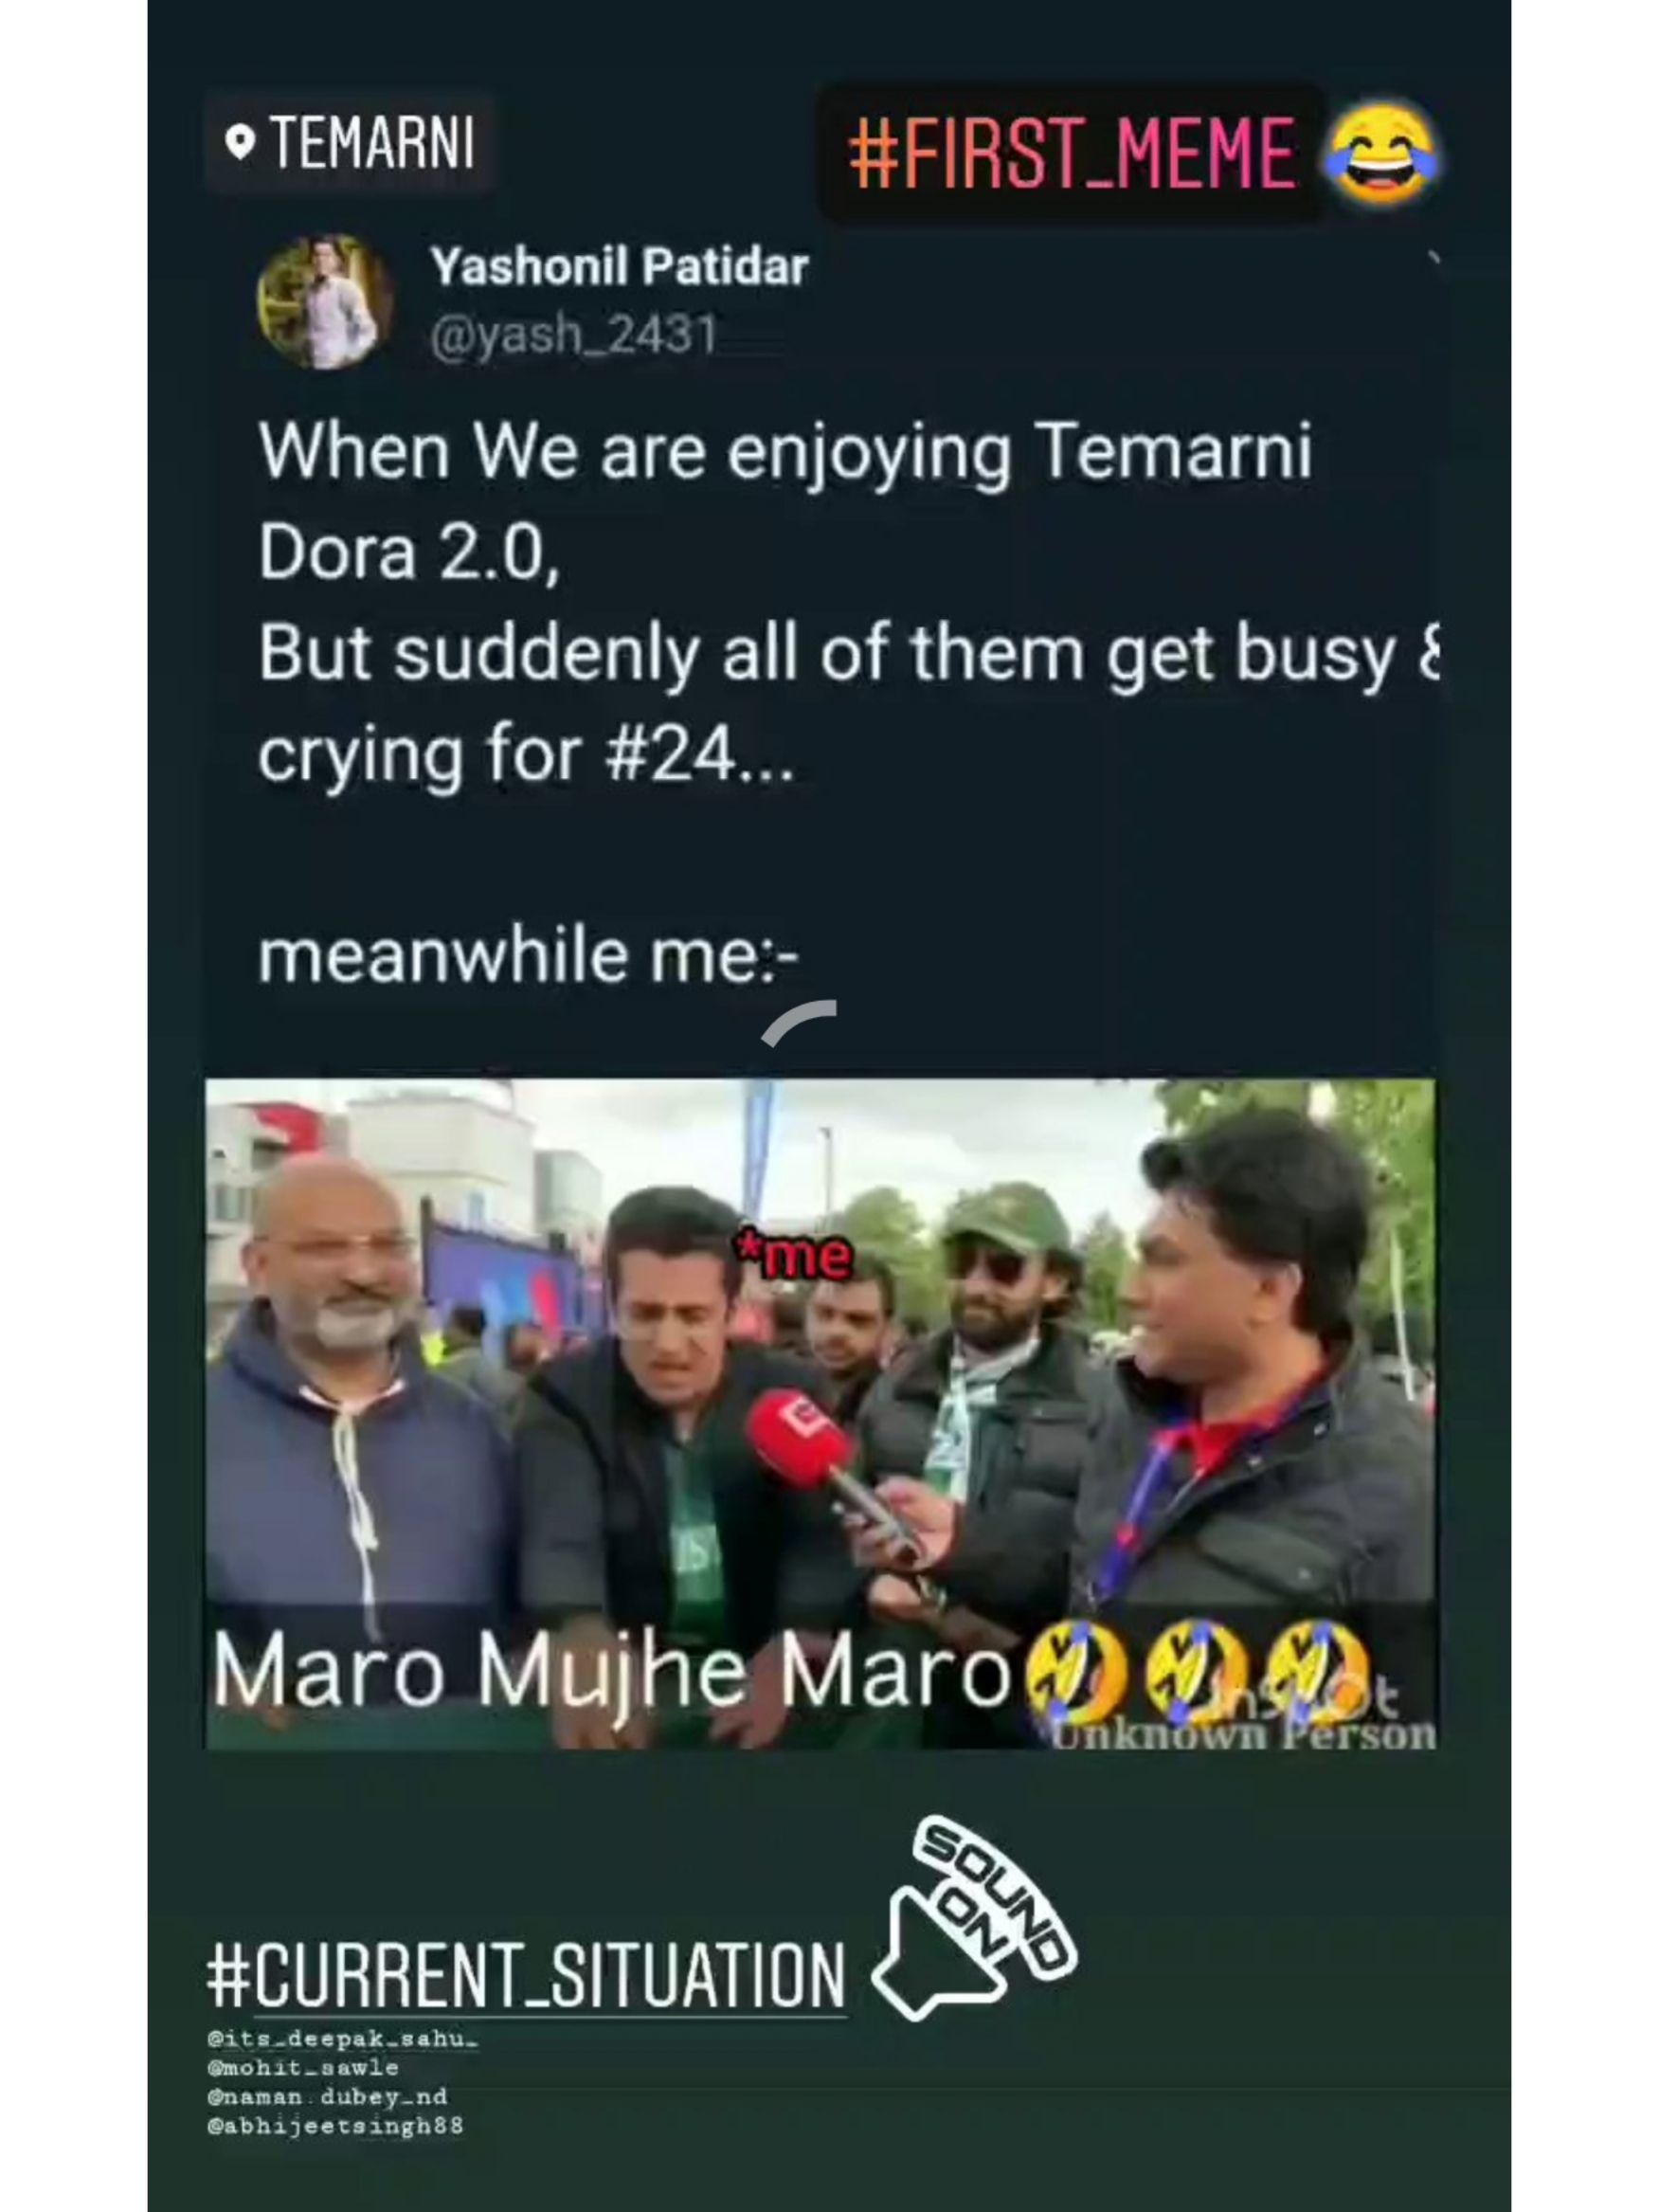 TEMARNI
#FIRST_MEME
Yashonil Patidar
@yash_2431
When We are enjoying Temarni
Dora 2.0,
But suddenly all of them get busy &
crying for #24...
meanwhile me:-
*me
Maro Mujhe Maro
InShOt
Unknown Person
SOUND
ON
#CURRENT_SITUATION
@its_deepak_sahu_
@mohit_sawle
@naman.dubey_nd
@abhijeetsingh88